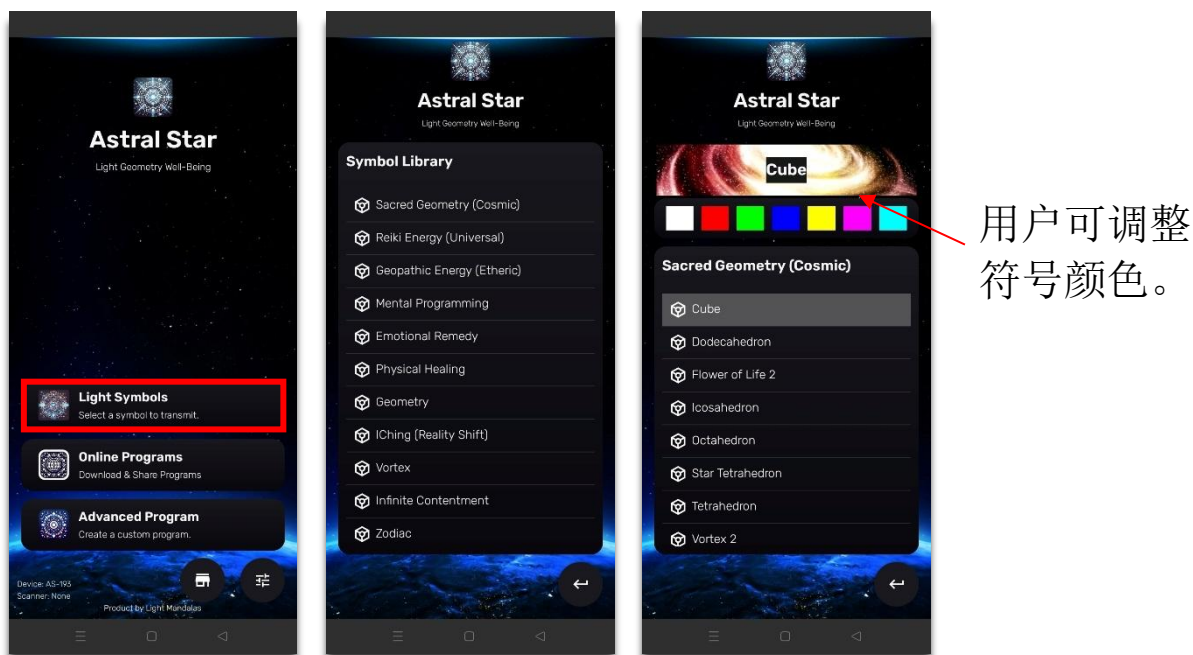 Astral Star
Light Geometry Well-Being
Light Symbols
Select a symbol to transmit.
Online Programs
Download & Share Programs
Advanced Program
Create a custom program.
Device: AS-193
Scanner: None
Product by Light Mandalas
Astral Star
Light Geometry Well-Being
Symbol Library
Sacred Geometry (Cosmic)
Reiki Energy (Universal)
Geopathic Energy (Etheric)
Mental Programming
Emotional Remedy
Physical Healing
Geometry
IChing (Reality Shift)
Vortex
Infinite Contentment
Zodiac
Astral Star
Light Geometry Well-Being
Cube
Sacred Geometry (Cosmic)
Cube
Dodecahedron
Flower of Life 2
Icosahedron
Octahedron
Star Tetrahedron
Tetrahedron
Vortex 2
用户可调整
符号颜色。